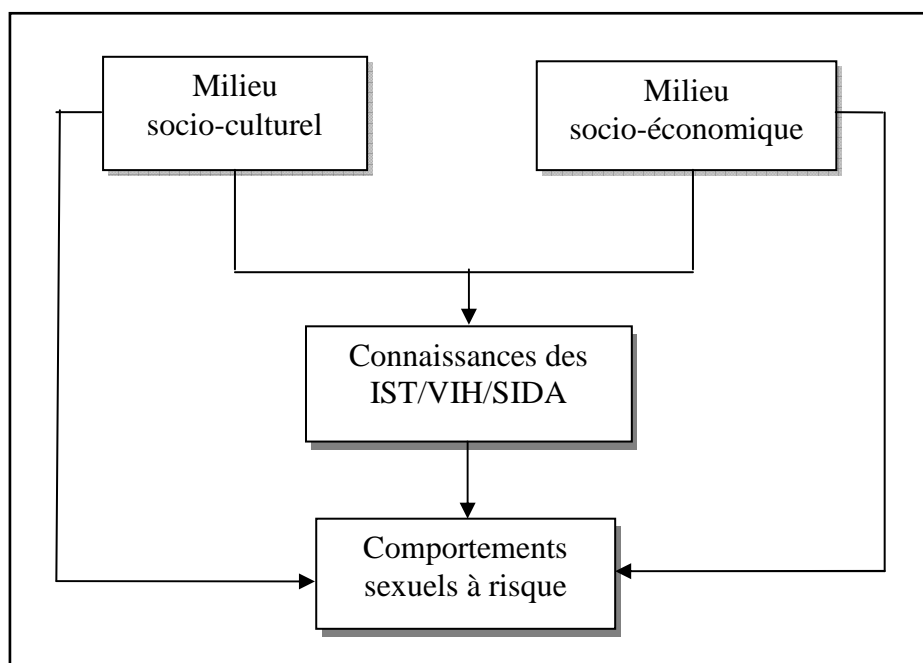 Milieu
socio-culturel
Milieu
socio-économique
Connaissances des
IST/VIH/SIDA
Comportements
sexuels à risque